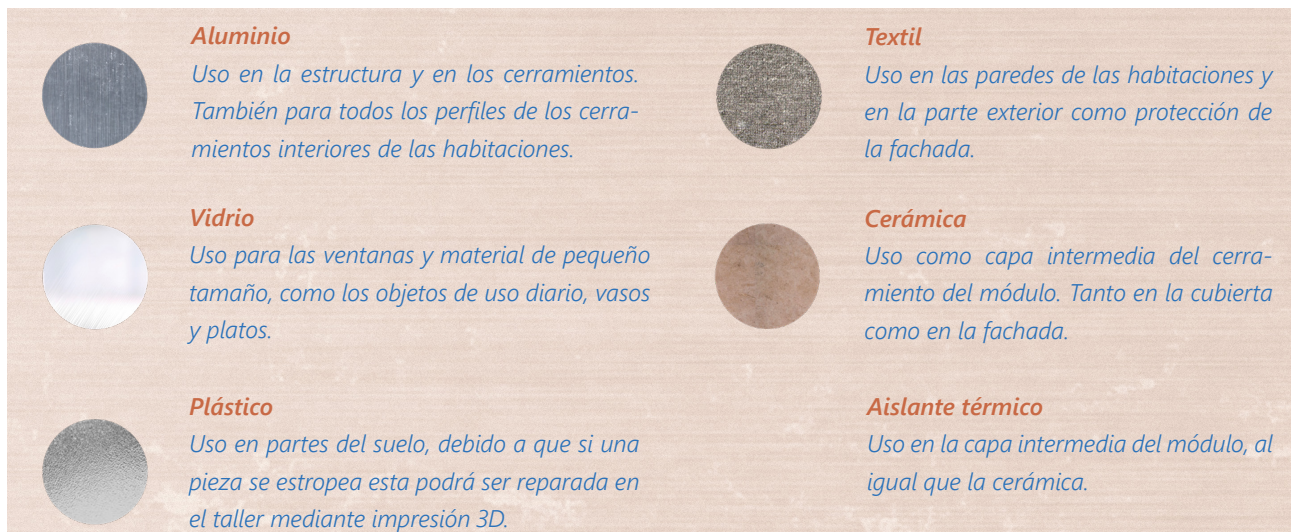 Aluminio
Uso en la estructura y en los cerramientos.
También para todos los perfiles de los cerra-
mientos interiores de las habitaciones.
Vidrio
Uso para las ventanas y material de pequeño
tamaño, como los objetos de uso diario, vasos
y platos.
Plástico
Uso en partes del suelo, debido a que si una
pieza se estropea esta podrá ser reparada en
el taller mediante impresión 3D.
Textil
Uso en las paredes de las habitaciones y
en la parte exterior como protección de
la fachada.
Cerámica
Uso como capa intermedia del cerra-
miento del módulo. Tanto en la cubierta
como en la fachada.
Aislante térmico
Uso en la capa intermedia del módulo, al
igual que la cerámica.